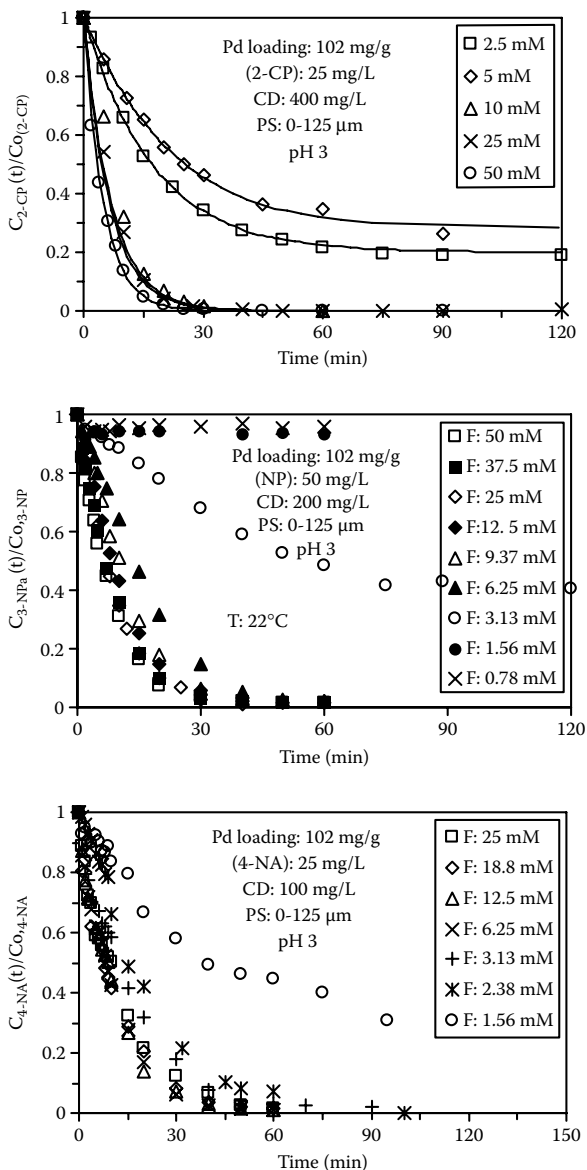 C2-CP (t)/Co(2-CP)
1
0.8
0.6
0.4
0.2
0
Pd loading: 102 mg/g
(2-CP): 25 mg/L
CD: 400 mg/L
PS: 0-125 µm
pH 3
2.5 mM
5 mM
10 mM
25 mM
50 mM
0
30
60
90
120
Time (min)
C3-NPa (t)/Co,3-NP
1
0.8
0.6
0.4
0.2
0
Pd loading: 102 mg/g
(NP): 50 mg/L
CD: 200 mg/L
PS: 0-125 µm
pH 3
T: 22°C
F: 50 mM
F: 37.5 mM
F: 25 mM
F:12. 5 mM
F: 9.37 mM
F: 6.25 mM
F: 3.13 mM
F: 1.56 mM
F: 0.78 mM
0
30
60
90
120
Time (min)
C4-NA(t)/Co,4-NA
1
0.8
0.6
0.4
0.2
0
Pd loading: 102 mg/g
(4-NA): 25 mg/L
CD: 100 mg/L
PS: 0-125 µm
pH 3
F: 25 mM
F: 18.8 mM
F: 12.5 mM
F: 6.25 mM
F: 3.13 mM
F: 2.38 mM
F: 1.56 mM
0
30
60
90
120
150
Time (min)